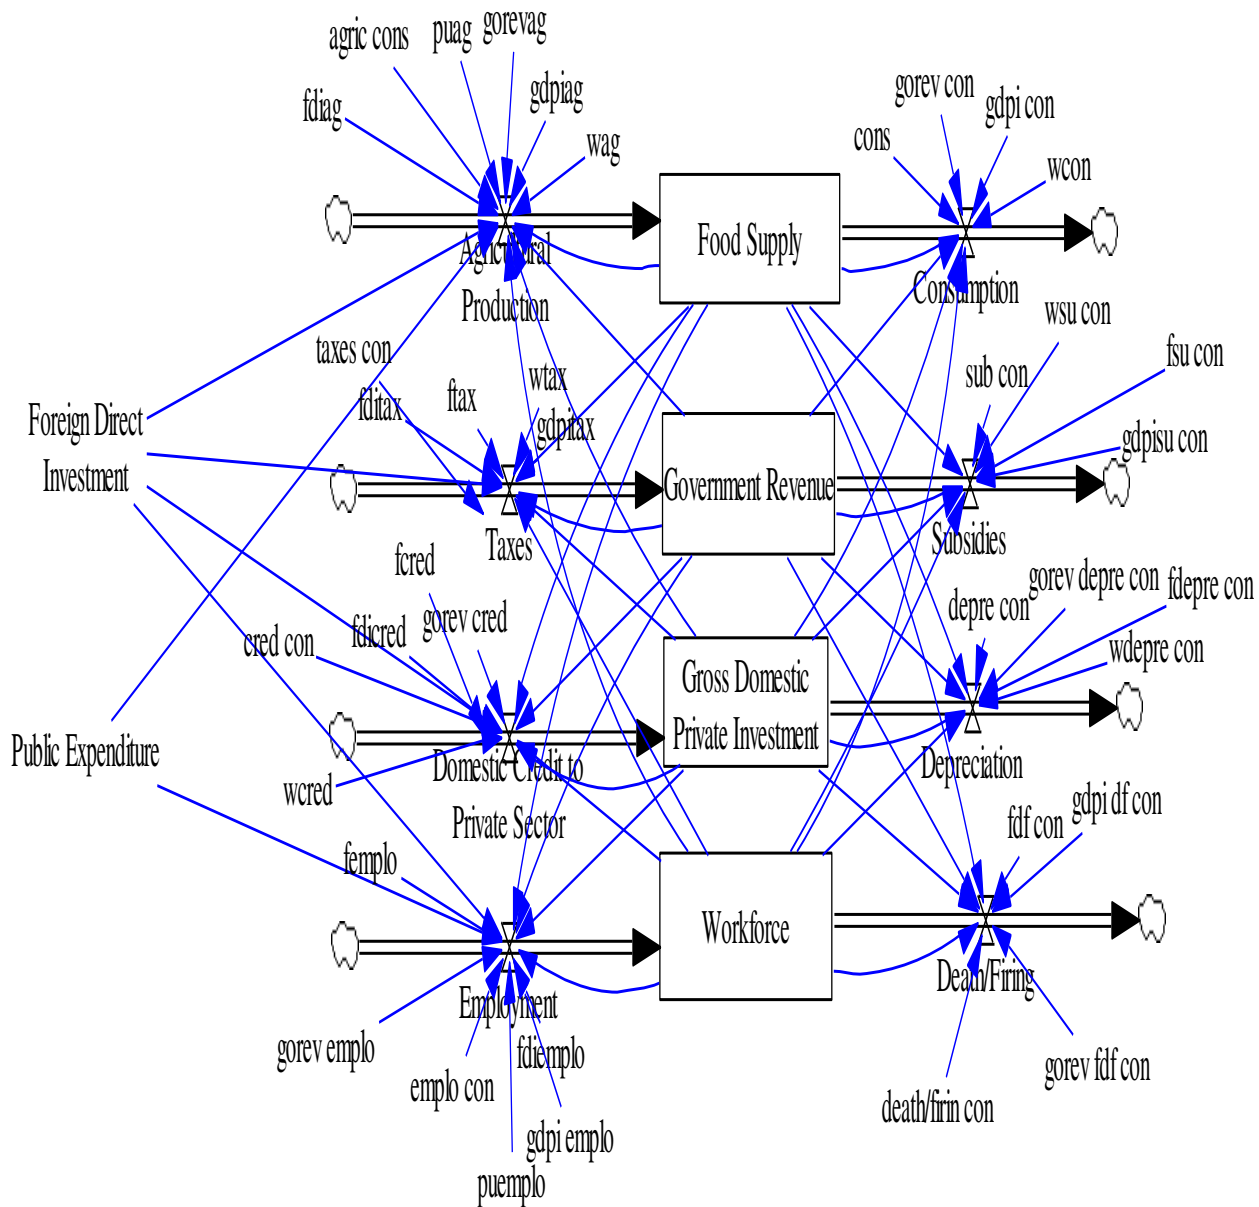 agric cons
puag
gorevag
fdiag
gdpiag
wag
gorev con
gdpi con
cons
wcon
Food Supply
Agricultural
Production
Consumption
wsu con
taxes con
fditax
ftax
wtax
gdpitax
sub con
fsu con
gdpisu con
Foreign Direct
Investment
Government Revenue
Taxes
Subsidies
fcred
gorev cred
fdicred
cred con
depre con
gorev depre con
fdepre con
wdepre con
Gross Domestic
Private Investment
Public Expenditure
wcred
Domestic Credit to
Private Sector
Depreciation
femplo
fdf con
gdpi df con
Workforce
Employment
Death/Firing
gorev emplo
emplo con
fdiemplo
gdpi emplo
puemplo
death/firin con
gorev fdf con